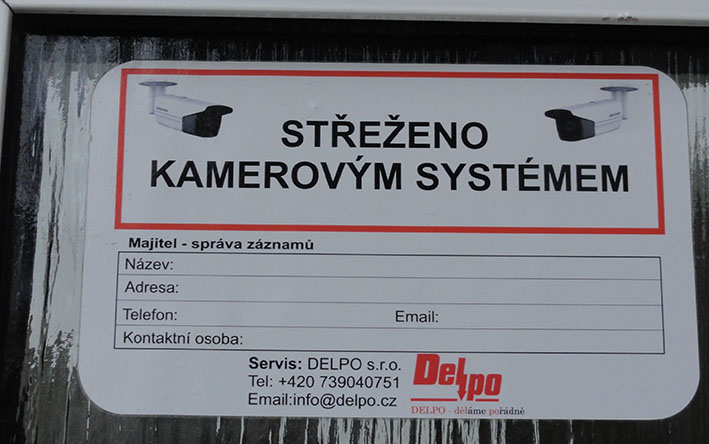 STŘEŽENO
KAMEROVÝM SYSTÉMEM
Majitel - správa záznamů
Název:
Adresa:
Telefon: Email:
Kontaktní osoba:
Servis: DELPO s.r.o.
Tel: +420 739040751
Email:info@delpo.cz
Delpo
DELPO - děláme pořádně